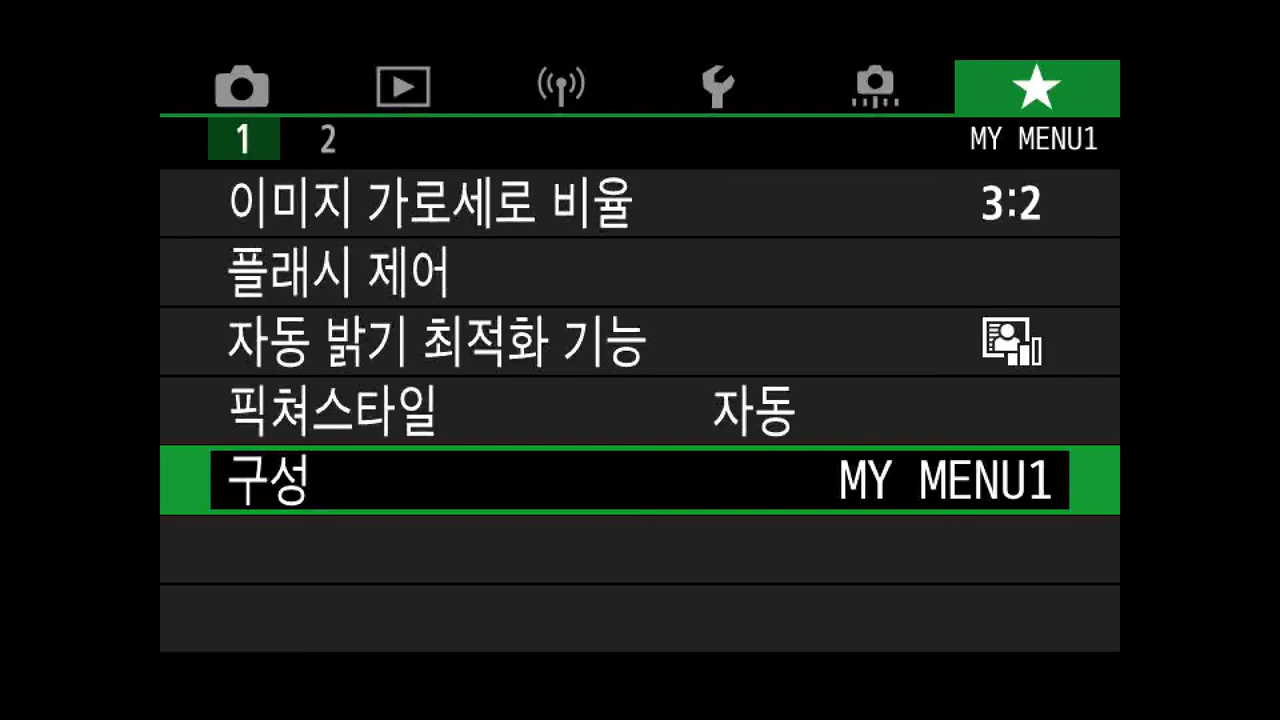 1 2 MY MENU1
이미지 가로세로 비율 3:2
플래시 제어
자동 밝기 최적화 기능
픽쳐스타일 자동
구성 MY MENU1